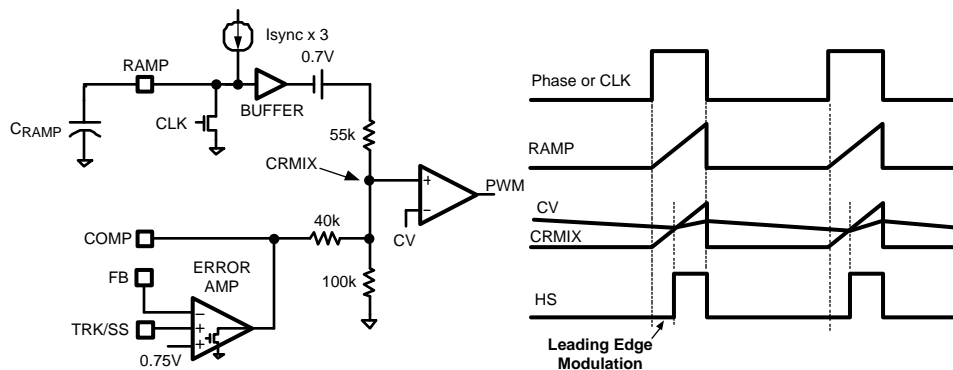 Isync x 3
0.7V
RAMP
BUFFER
CLK
C_RAMP
55k
CRMIX
+
−
PWM
CV
COMP
40k
100k
FB
ERROR
AMP
−
+
+
TRK/SS
0.75V
Phase or CLK
RAMP
CV
CRMIX
HS
Leading Edge
Modulation